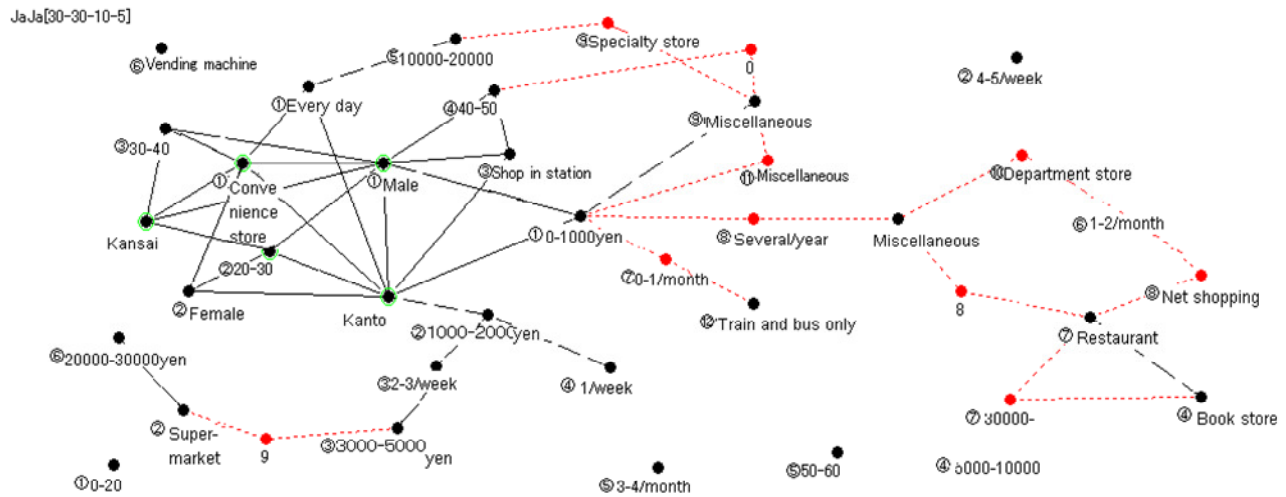 JaJa[30-30-10-5]
⑨Specialty store
⑤10000-20000
⑥Vending machine
0
②4-5/week
①Every day
④40-50
⑨Miscellaneous
③30-40
③Shop in station
⑪Miscellaneous
⑩Department store
①Conve
nience
store
①Male
Kansai
①0-1000yen
⑧Several/year
Miscellaneous
⑥1-2/month
②20-30
⑦0-1/month
②Female
Kanto
8
⑧Net shopping
②1000-2000yen
⑫Train and bus only
⑦Restaurant
⑥20000-30000yen
③2-3/week
④1/week
②Super-
market
9
③3000-5000
yen
⑦30000-
④Book store
①0-20
⑤3-4/month
⑤50-60
④5000-10000